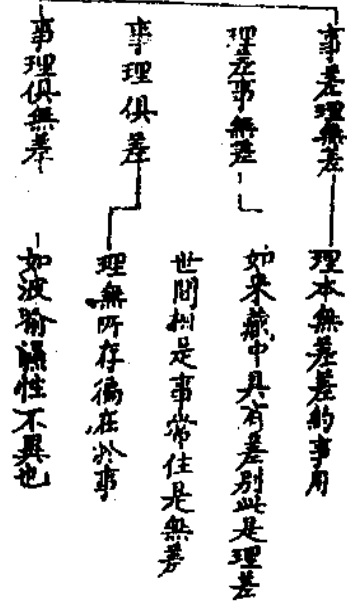 事差理無差
理本無差差約事用
理差事無差
如來藏中具有差別此是理差
世間相是事常住是無差
事理俱差
理無所存徧在於事
事理俱無差
如波喻濕性不異也